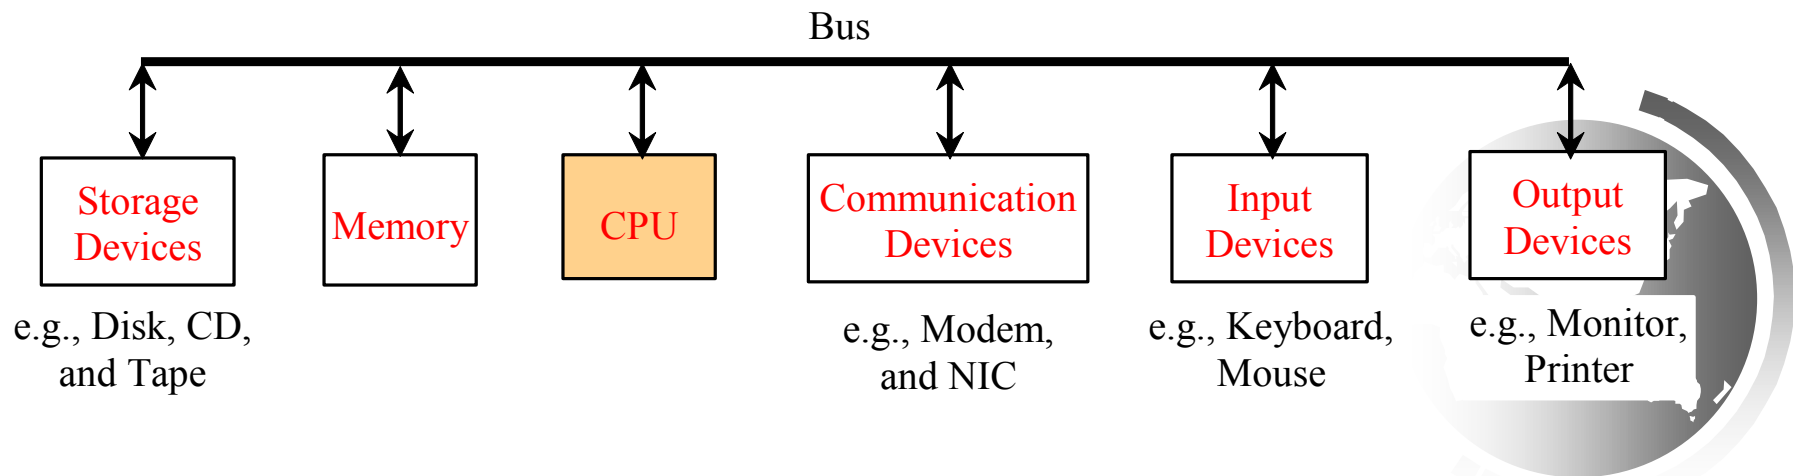 Bus
Storage
Devices
e.g., Disk, CD,
and Tape
Memory
CPU
Communication
Devices
e.g., Modem,
and NIC
Input
Devices
e.g., Keyboard,
Mouse
Output
Devices
e.g., Monitor,
Printer